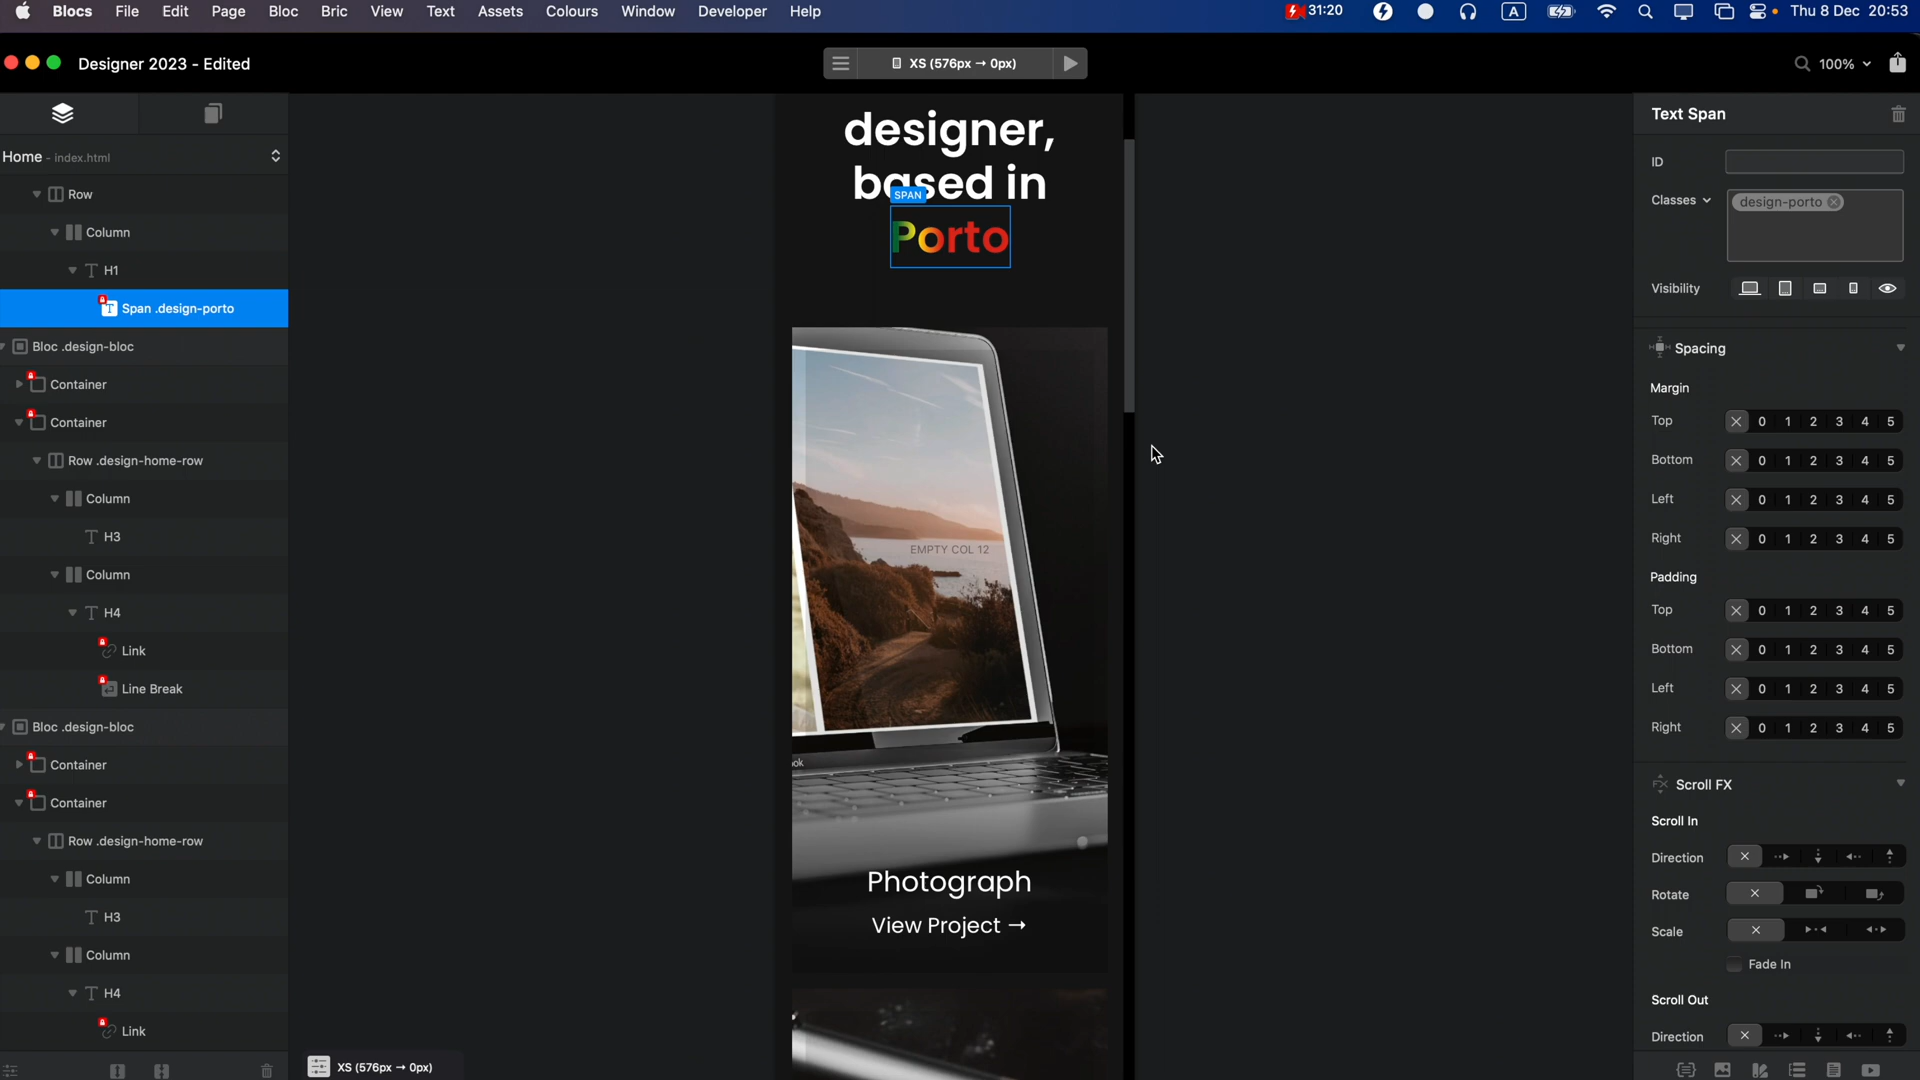 Blocs File Edit Page Bloc Bric View Text Assets Colours Window Developer Help 31:20 A Thu 8 Dec 20:53
Designer 2023 - Edited
XS (576px → 0px)
100%
Home - index.html
Row
Column
H1
Span .design-porto
Bloc .design-bloc
Container
Container
Row .design-home-row
Column
H3
Column
H4
Link
Line Break
Bloc .design-bloc
Container
Container
Row .design-home-row
Column
H3
Column
H4
Link
designer,
based in
SPAN
Porto
EMPTY COL 12
ook
Photograph
View Project →
XS (576px → 0px)
Text Span
ID
Classes
design-porto
Visibility
Spacing
Margin
Top 0 1 2 3 4 5
Bottom 0 1 2 3 4 5
Left 0 1 2 3 4 5
Right 0 1 2 3 4 5
Padding
Top 0 1 2 3 4 5
Bottom 0 1 2 3 4 5
Left 0 1 2 3 4 5
Right 0 1 2 3 4 5
FX Scroll FX
Scroll In
Direction
Rotate
Scale
Fade In
Scroll Out
Direction